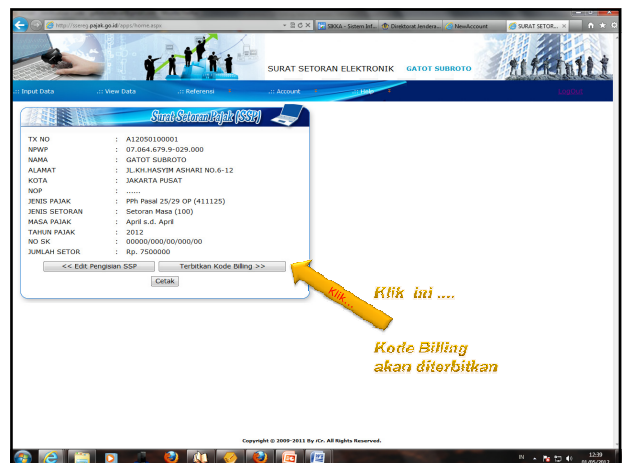 http://sse.pajak.go.id/apps/home.aspx
SIKKA - Sistem Inf...
Direktorat Jendera...
NewAccount
SURAT SETOR...
SURAT SETORAN ELEKTRONIK
GATOT SUBROTO
.:: Input Data
.:: View Data
.:: Referensi
.:: Account
.:: Help
Logout
Surat Setoran Pajak (SSP)
TX NO : A12050100001
NPWP : 07.064.679.9-029.000
NAMA : GATOT SUBROTO
ALAMAT : JL.KH.HASYIM ASHARI NO.6-12
KOTA : JAKARTA PUSAT
NOP : ......
JENIS PAJAK : PPh Pasal 25/29 OP (411125)
JENIS SETORAN : Setoran Masa (100)
MASA PAJAK : April s.d. April
TAHUN PAJAK : 2012
NO SK : 00000/000/00/000/00
JUMLAH SETOR : Rp. 7500000
<< Edit Pengisian SSP
Terbitkan Kode Billing >>
Cetak
Klik...
Klik ini ....
Kode Billing
akan diterbitkan
Copyright © 2009-2011 By /Cr. All Rights Reserved.
IN
12:39
01/05/2012